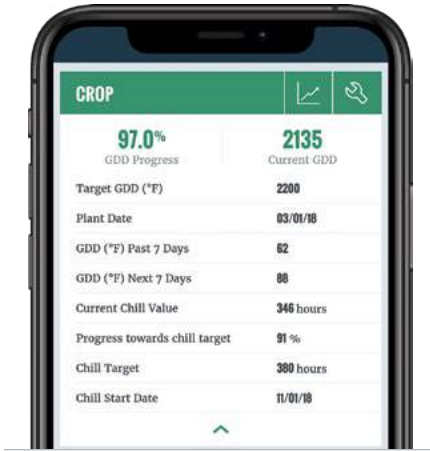 CROP
97.0% 2135
GDD Progress Current GDD
Target GDD (°F) 2200
Plant Date 03/01/18
GDD (°F) Past 7 Days 62
GDD (°F) Next 7 Days 88
Current Chill Value 346 hours
Progress towards chill target 91 %
Chill Target 380 hours
Chill Start Date 11/01/18